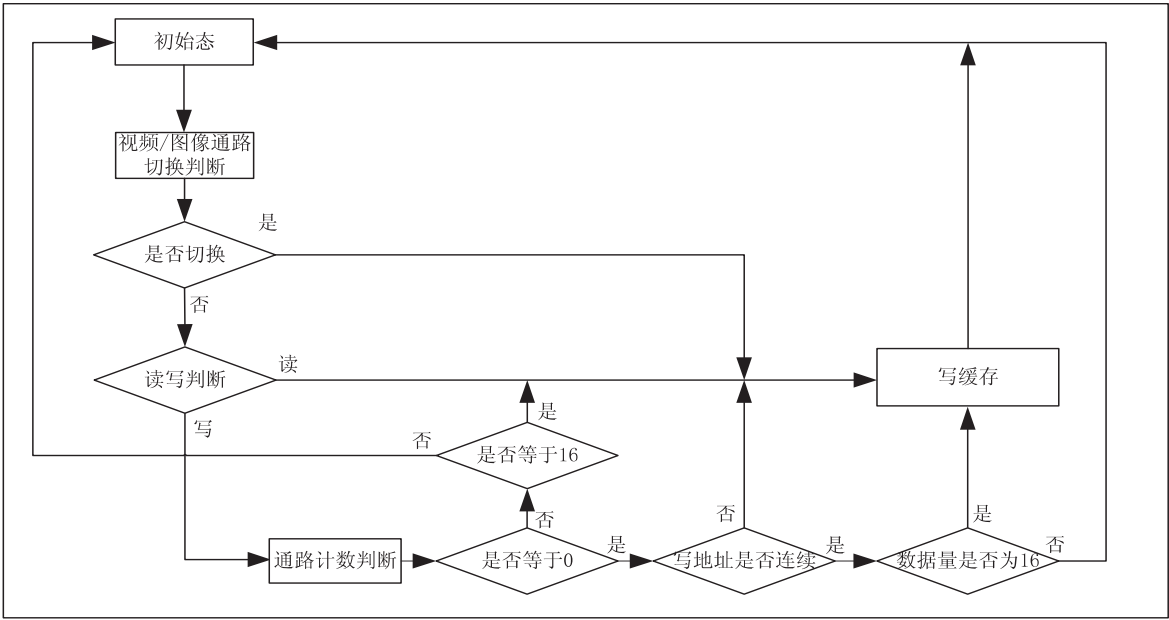 初始态
视频/图像通路
切换判断
是
是否切换
否
读写判断
读
写缓存
写
是
否
是否等于16
否
是
否
是
是
否
通路计数判断
是否等于0
写地址是否连续
数据量是否为16